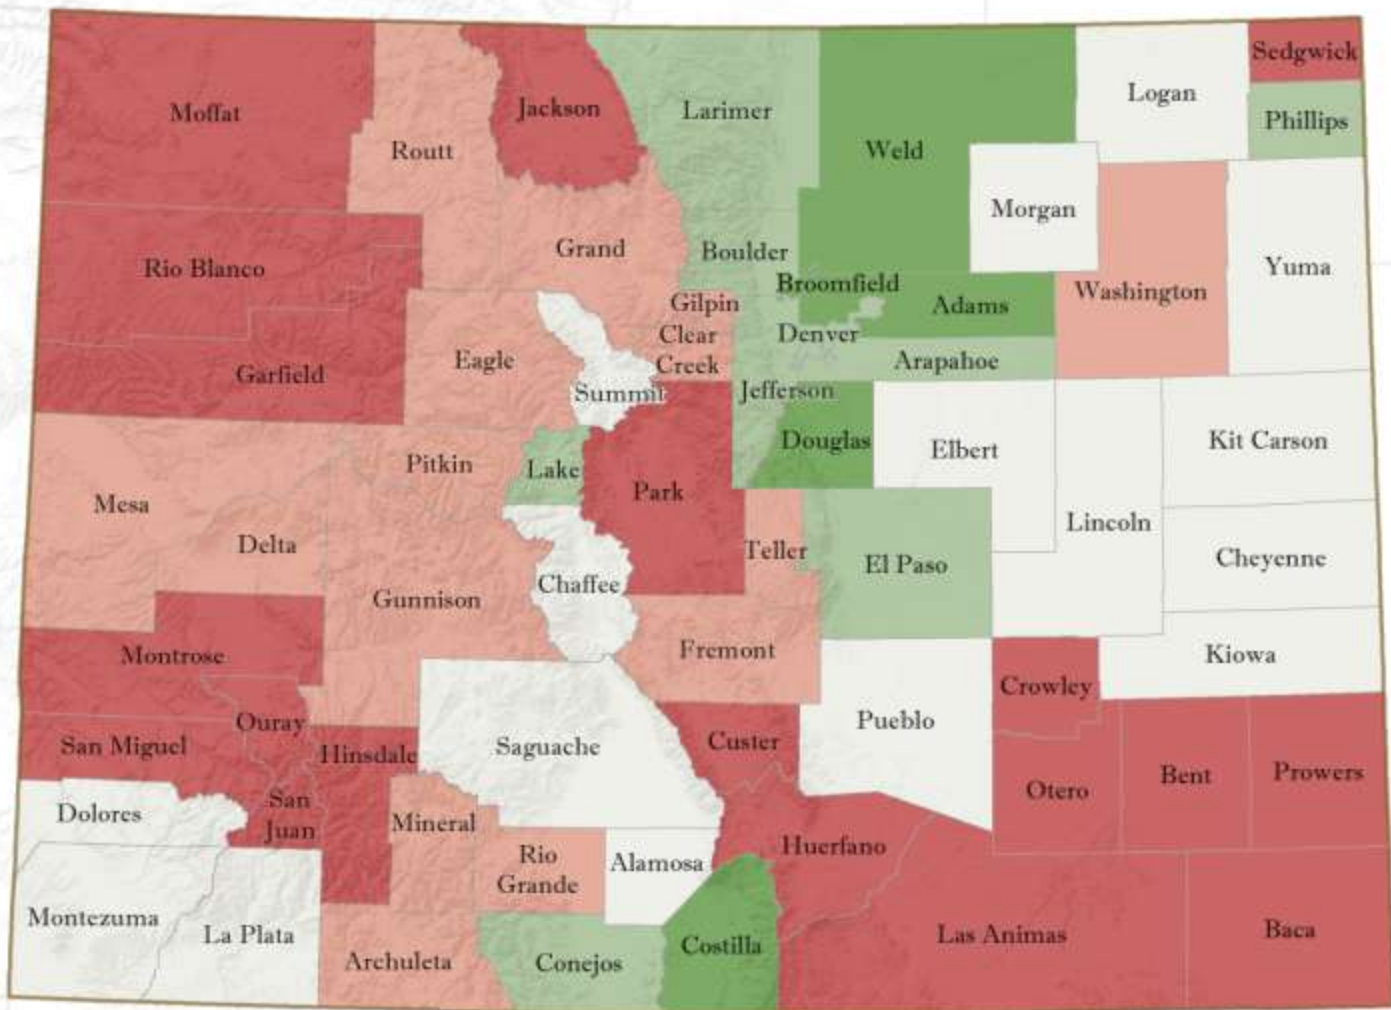 Sedgwick
Logan
Moffat
Jackson
Larimer
Phillips
Routt
Weld
Morgan
Grand
Boulder
Rio Blanco
Yuma
Broomfield
Washington
Gilpin
Adams
Clear
Creek
Denver
Eagle
Arapahoe
Garfield
Summit
Jefferson
Douglas
Kit Carson
Elbert
Pitkin
Lake
Park
Mesa
Lincoln
Delta
Teller
Cheyenne
El Paso
Chaffee
Gunnison
Fremont
Montrose
Kiowa
Crowley
Ouray
Pueblo
San Miguel
Hinsdale
Saguache
Custer
Prowers
Bent
Otero
San
Juan
Dolores
Mineral
Huerfano
Rio
Grande
Alamosa
Montezuma
La Plata
Las Animas
Baca
Costilla
Archuleta
Conejos